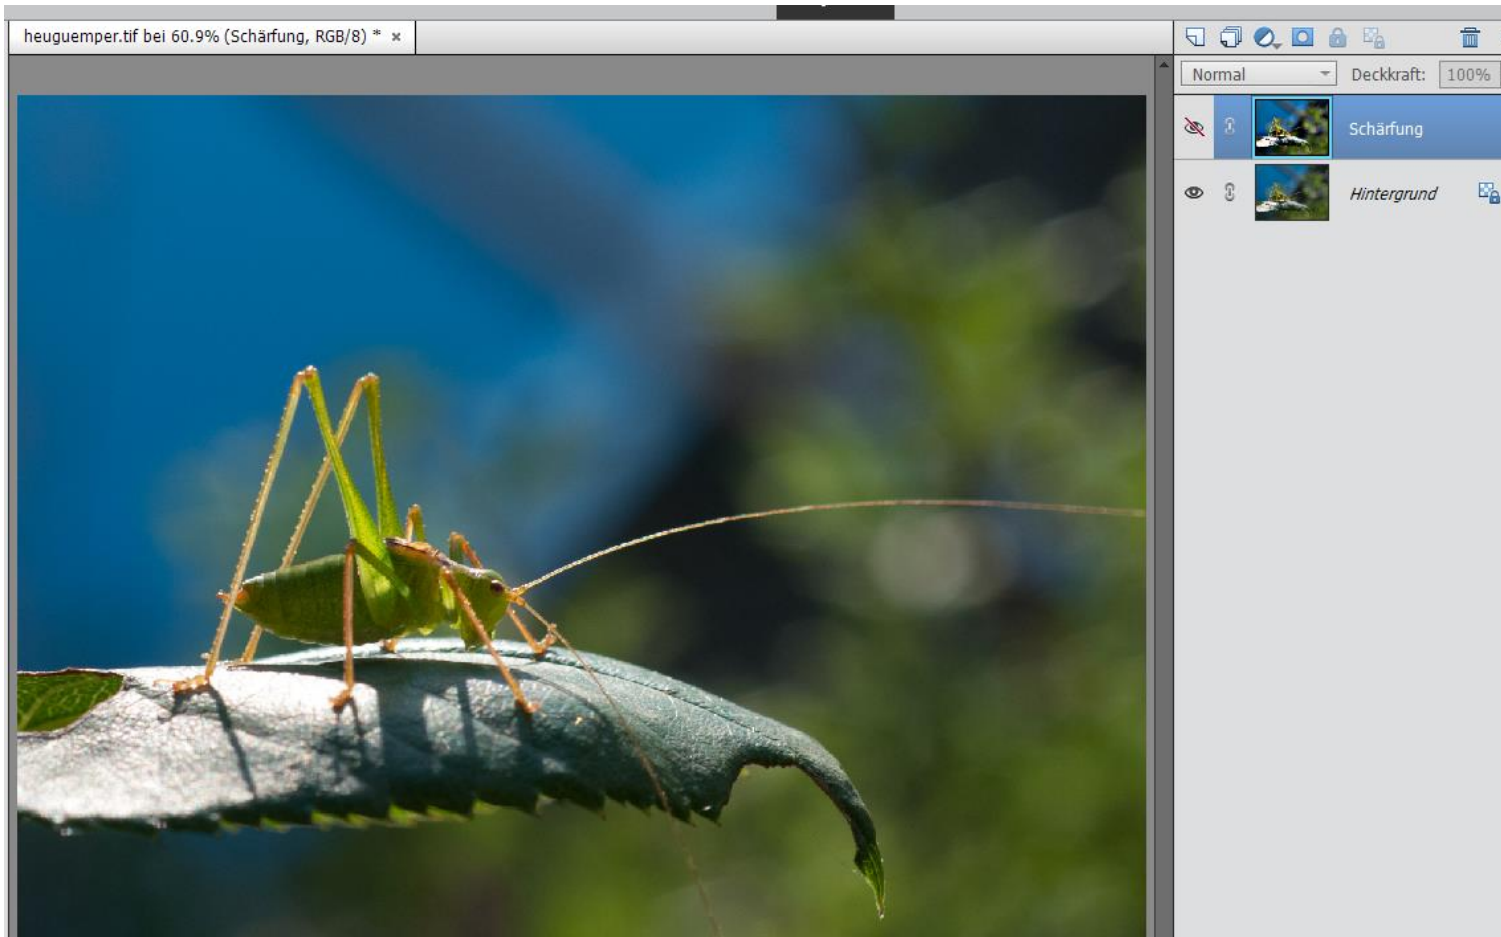 heuguemper.tif bei 60.9% (Schärfung, RGB/8) * ×
Normal
Deckkraft: 100%
Schärfung
Hintergrund